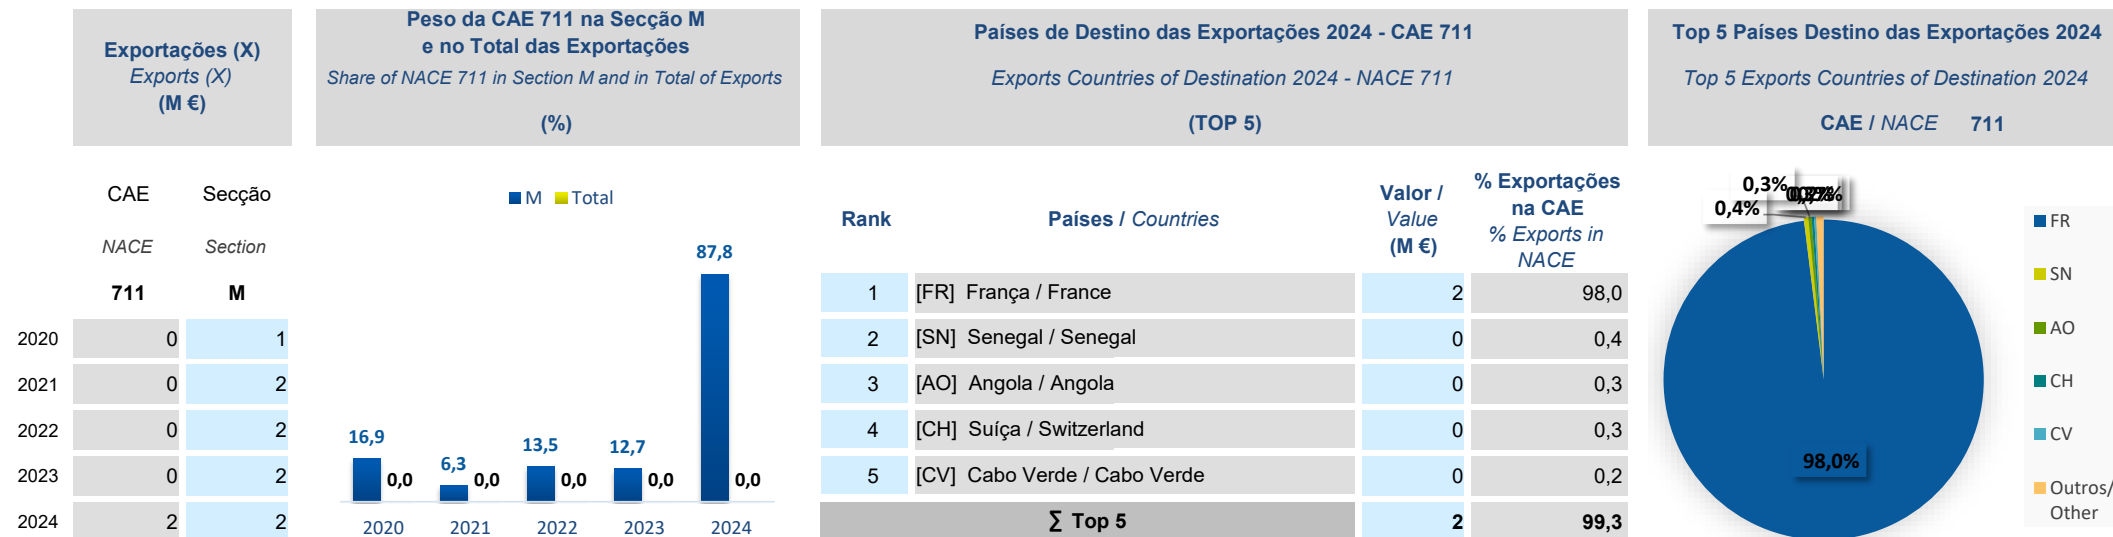 Exportações (X)
Exports (X)
(M €)
Peso da CAE 711 na Secção M
e no Total das Exportações
Share of NACE 711 in Section M and in Total of Exports
(%)
Países de Destino das Exportações 2024 - CAE 711
Exports Countries of Destination 2024 - NACE 711
(TOP 5)
Top 5 Países Destino das Exportações 2024
Top 5 Exports Countries of Destination 2024
CAE / NACE 711
CAE Secção
NACE Section
711 M
2020 0 1
2021 0 2
2022 0 2
2023 0 2
2024 2 2
M Total
16,9 0,0 6,3 0,0 13,5 0,0 12,7 0,0 87,8 0,0
2020 2021 2022 2023 2024
Rank Países / Countries
Valor /
Value
(M €)
% Exportações
na CAE
% Exports in
NACE
1 [FR] França / France 2 98,0
2 [SN] Senegal / Senegal 0 0,4
3 [AO] Angola / Angola 0 0,3
4 [CH] Suíça / Switzerland 0 0,3
5 [CV] Cabo Verde / Cabo Verde 0 0,2
∑ Top 5 2 99,3
0,3%
0,4%
98,0%
FR
SN
AO
CH
CV
Outros/
Other